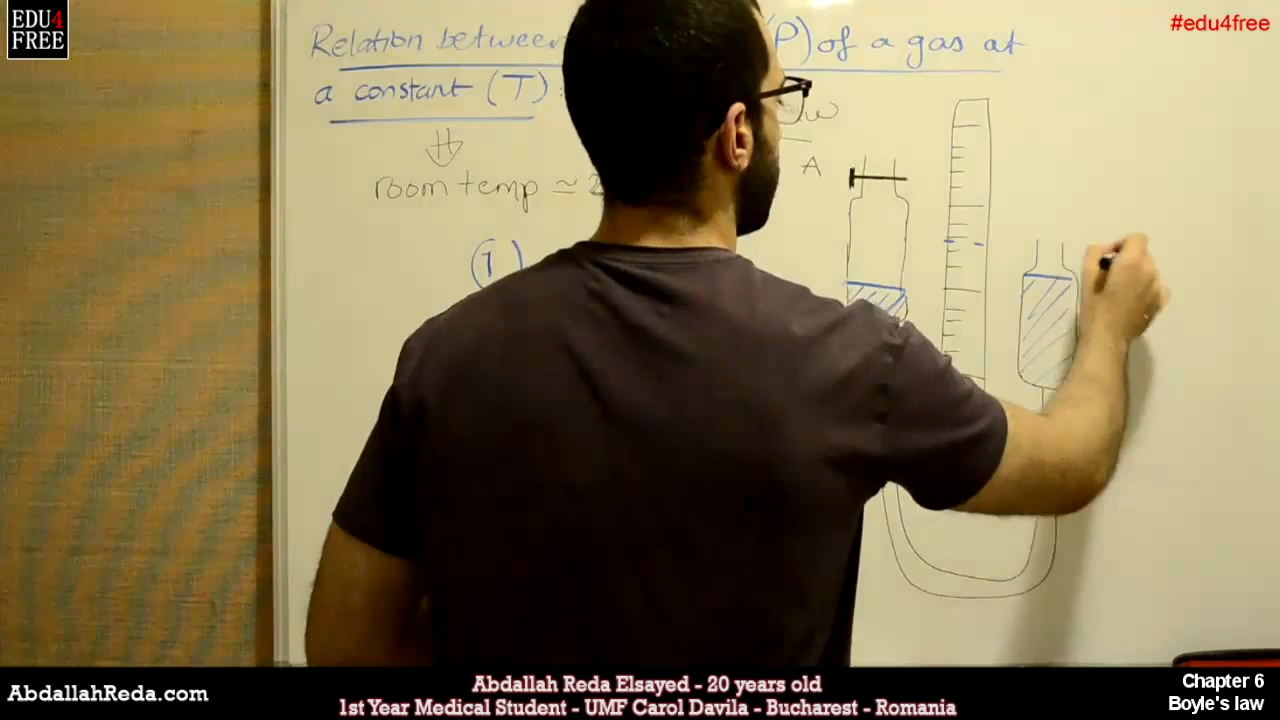 EDU4
FREE
#edu4free
Relation between (P) of a gas at
a constant (T)
room temp ≃ 2
A
(1)
AbdallahReda.com
Abdallah Reda Elsayed - 20 years old
1st Year Medical Student - UMF Carol Davila - Bucharest - Romania
Chapter 6
Boyle's law